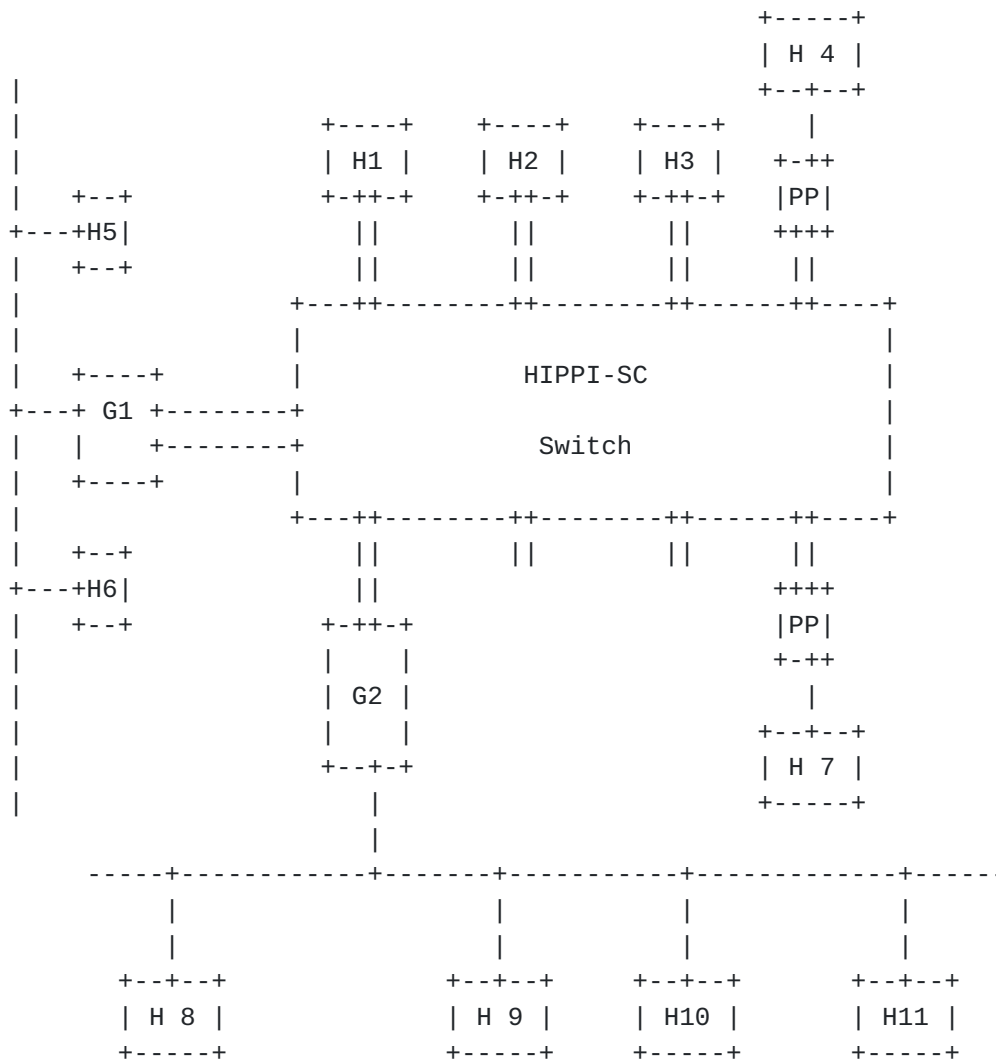 H 4
H1 H2 H3
PP
H5
HIPPI-SC
G1
Switch
H6
PP
G2
H 7
H 8 H 9 H10 H11